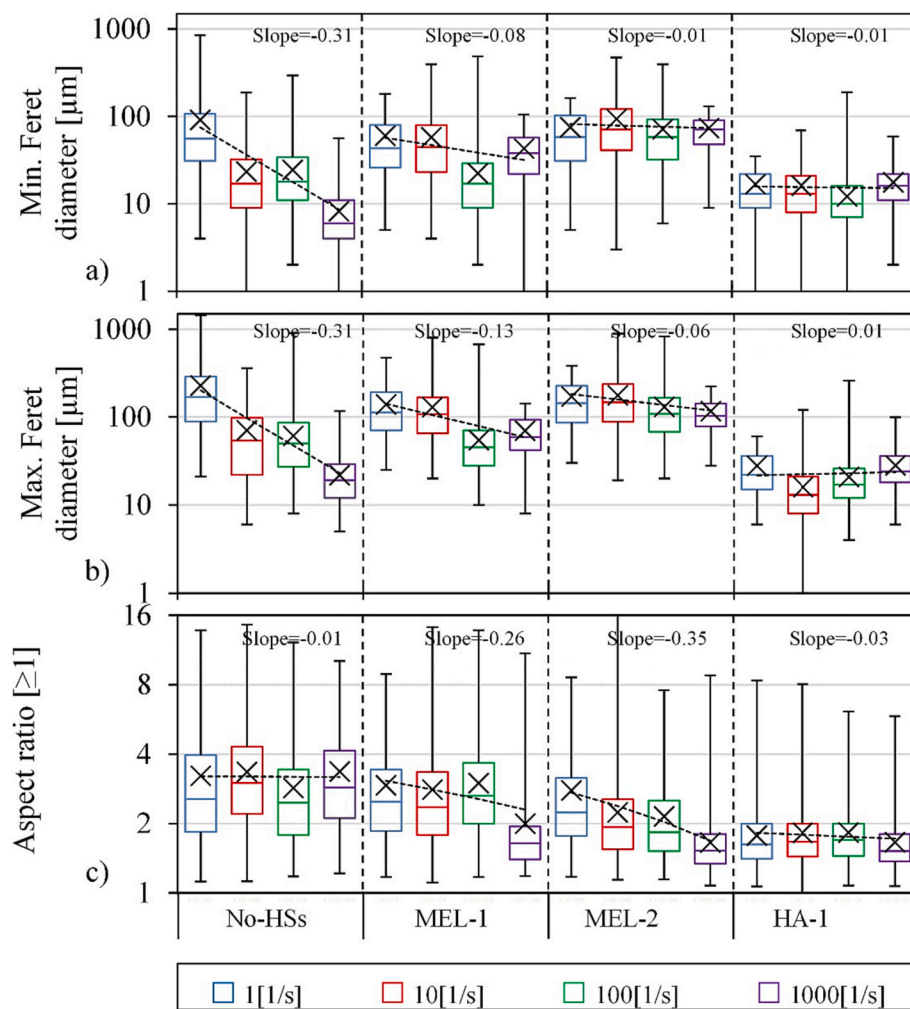 a)
Min. Feret
diameter [µm]
1000
100
10
1
Slope=-0.31
Slope=-0.08
Slope=-0.01
Slope=-0.01
b)
Max. Feret
diameter [µm]
1000
100
10
1
Slope=-0.31
Slope=-0.13
Slope=-0.06
Slope=0.01
c)
Aspect ratio [≥1]
16
8
4
2
1
Slope=-0.01
Slope=-0.26
Slope=-0.35
Slope=-0.03
No-HSs
MEL-1
MEL-2
HA-1
1[1/s]
10[1/s]
100[1/s]
1000[1/s]